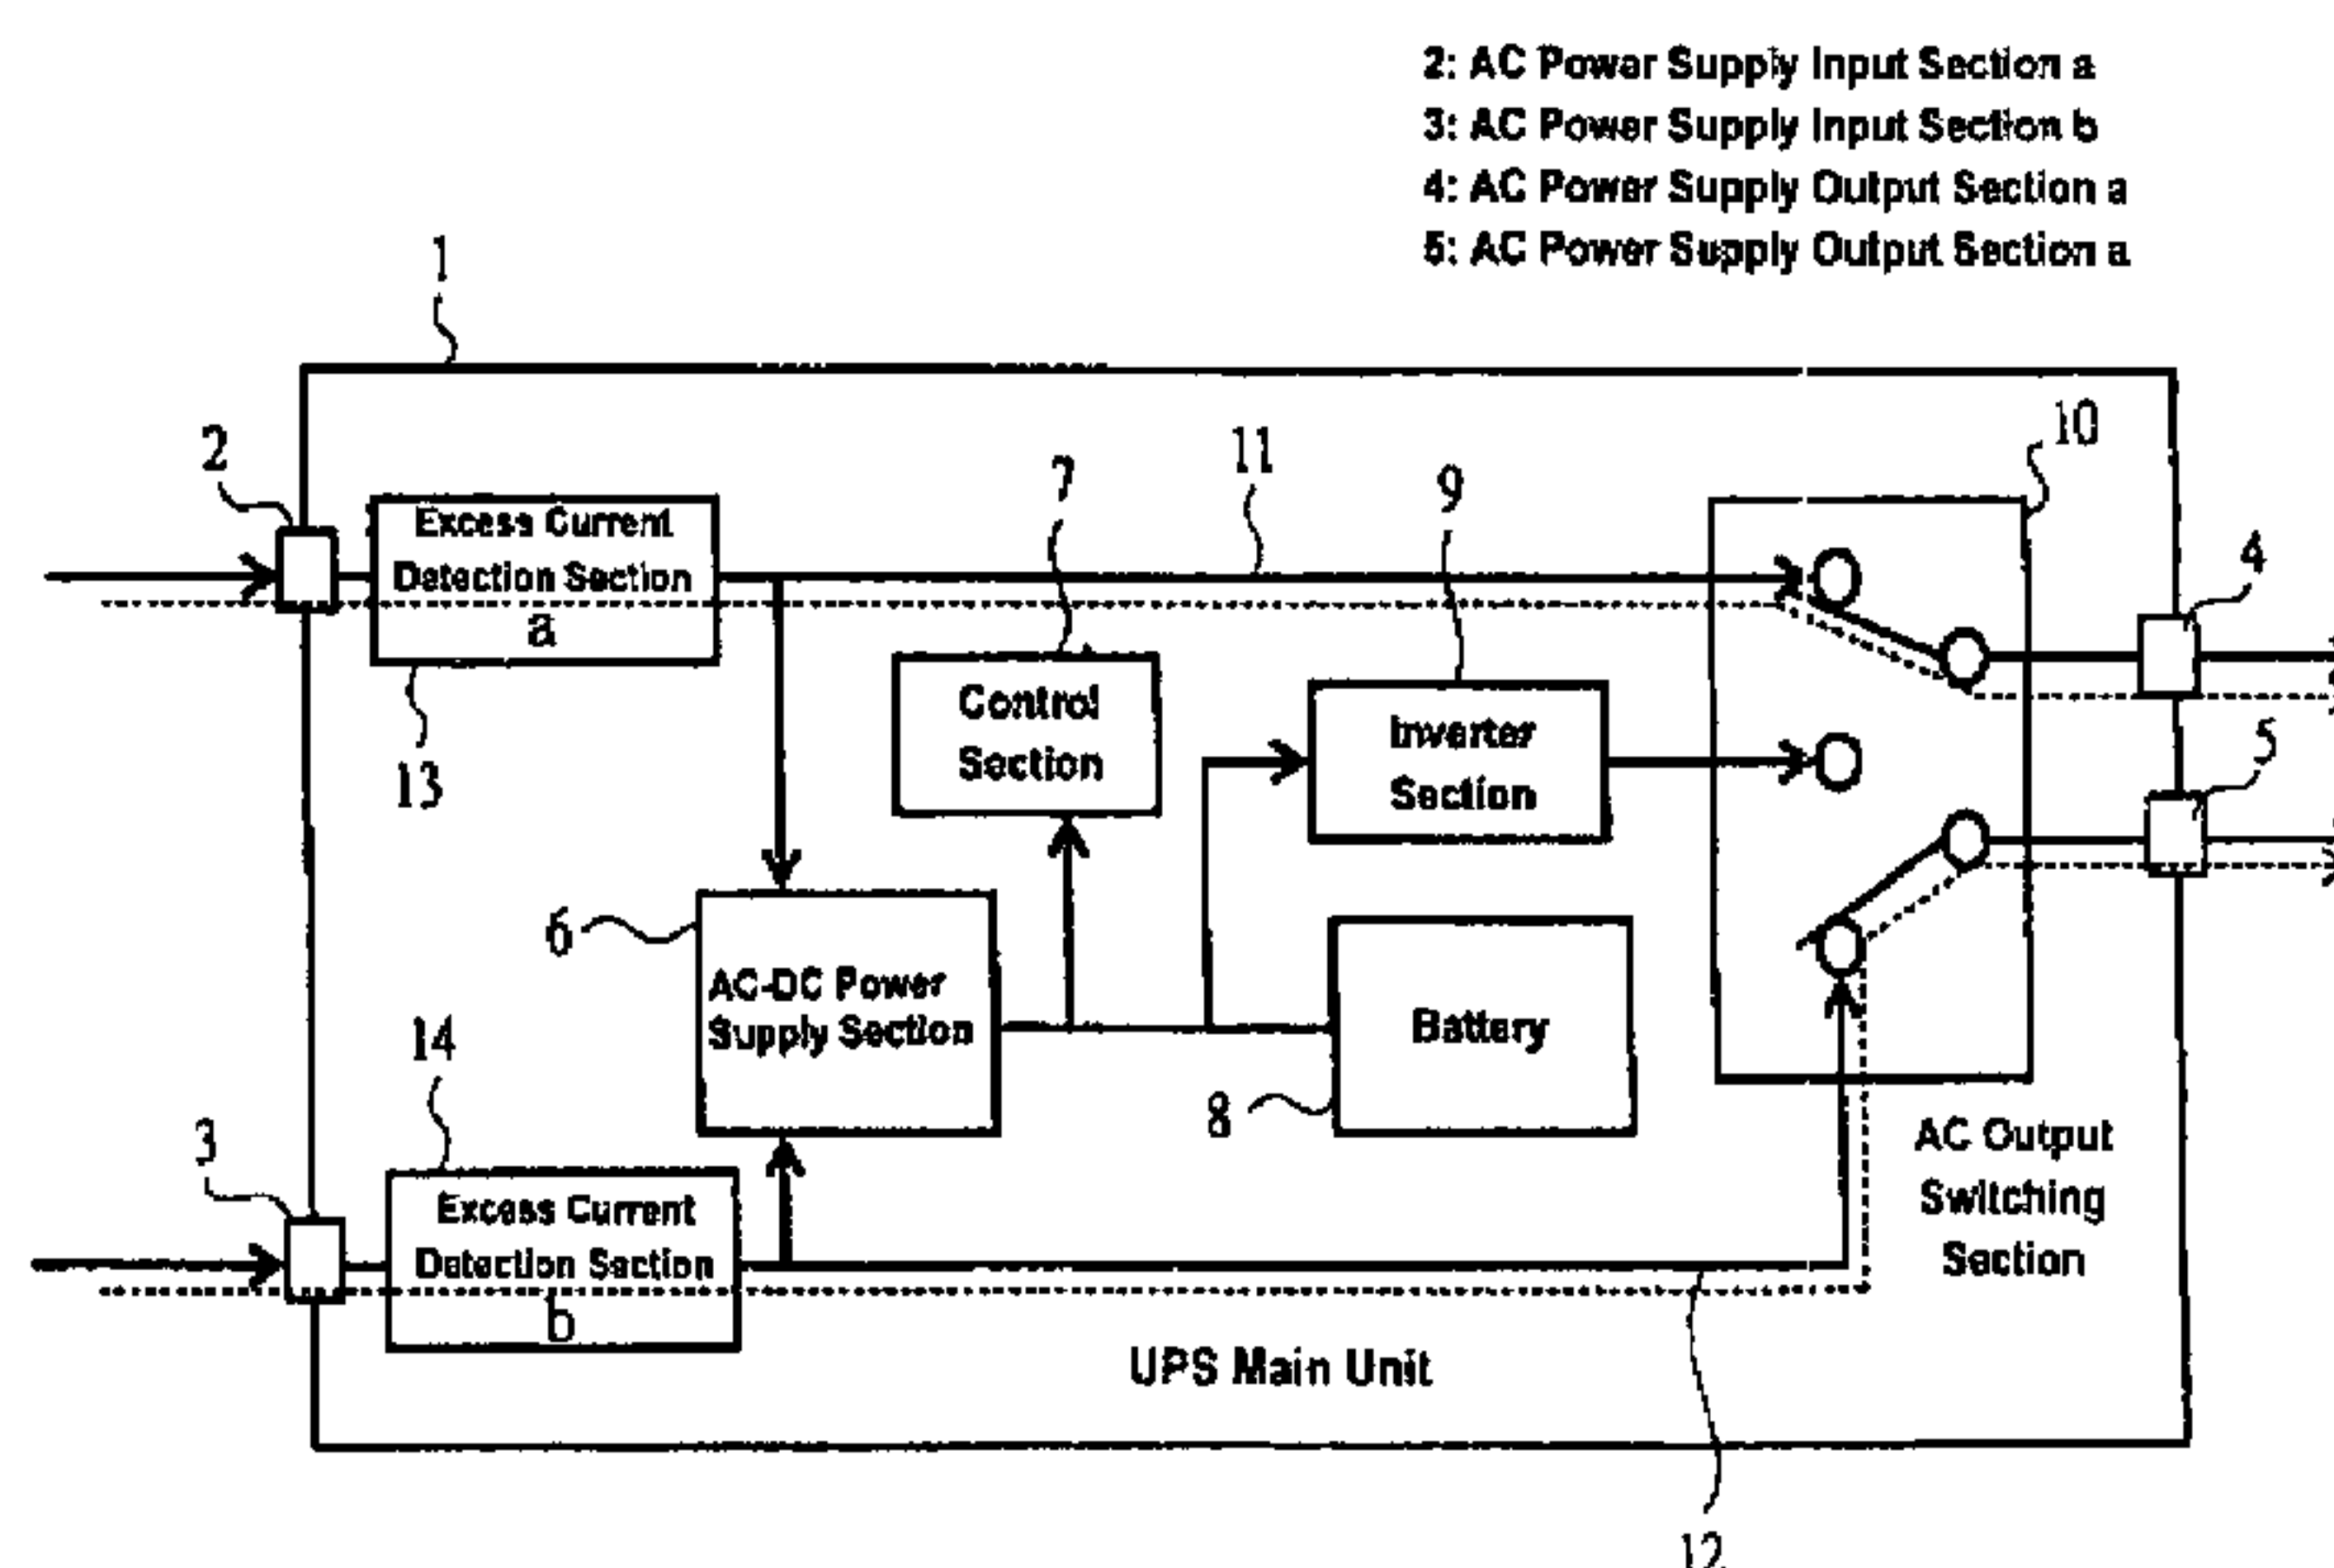 2: AC Power Supply Input Section a
3: AC Power Supply Input Section b
4: AC Power Supply Output Section a
5: AC Power Supply Output Section a
1
2
Excess Current
Detection Section
a
13
11
7
9
10
4
Control
Section
Inverter
Section
5
6
AC-DC Power
Supply Section
Battery
8
14
3
Excess Current
Detection Section
b
AC Output
Switching
Section
UPS Main Unit
12